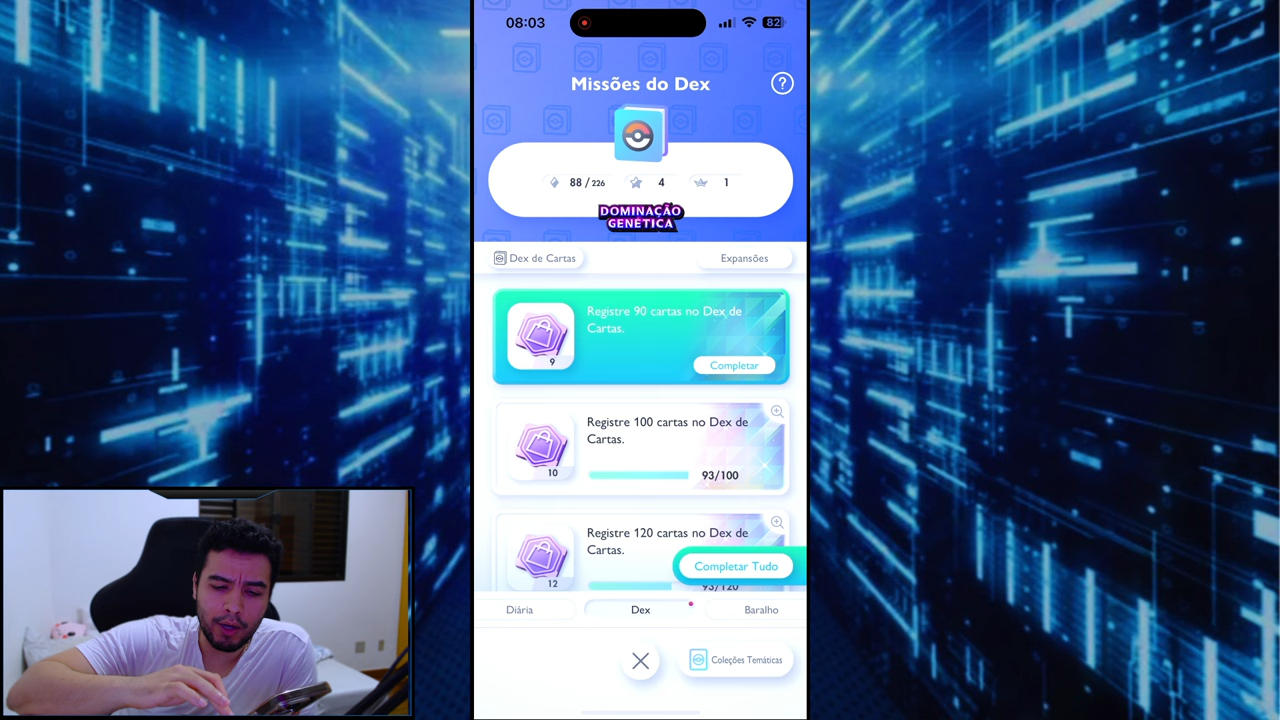 08:03
82
Missões do Dex
?
88 / 226
4
1
DOMINAÇÃO
GENÉTICA
Dex de Cartas
Expansões
Registre 90 cartas no Dex de
Cartas.
9
Completar
Registre 100 cartas no Dex de
Cartas.
10
93/100
Registre 120 cartas no Dex de
Cartas.
12
Completar Tudo
93/120
Diária
Dex
Baralho
Coleções Temáticas